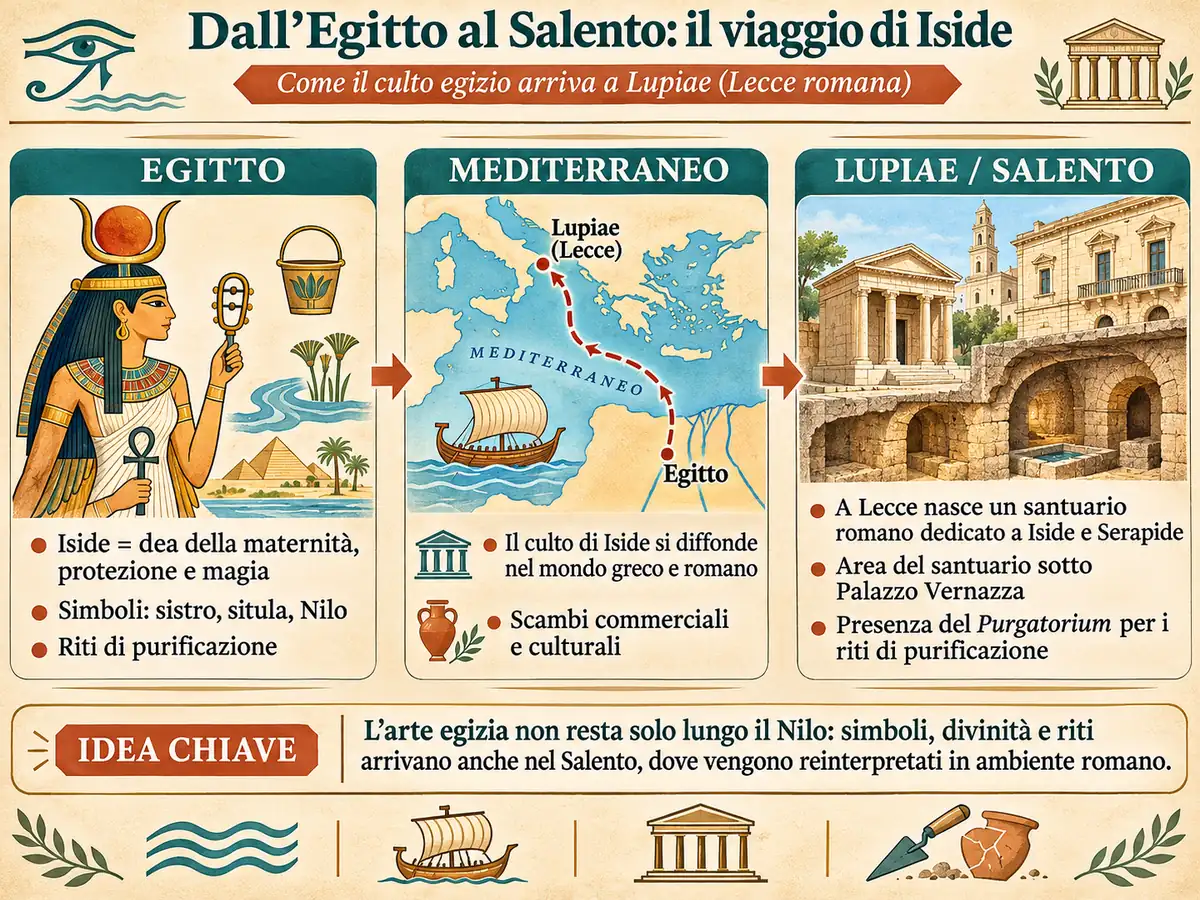 Dall'Egitto al Salento: il viaggio di Iside
Come il culto egizio arriva a Lupiae (Lecce romana)
EGITTO
Iside = dea della maternità,
protezione e magia
Simboli: sistro, situla, Nilo
Riti di purificazione
MEDITERRANEO
Lupiae
(Lecce)
MEDITERRANEO
Egitto
Il culto di Iside si diffonde
nel mondo greco e romano
Scambi commerciali
e culturali
LUPIAE / SALENTO
A Lecce nasce un santuario
romano dedicato a Iside e Serapide
Area del santuario sotto
Palazzo Vernazza
Presenza del Purgatorium per i
riti di purificazione
IDEA CHIAVE
L'arte egizia non resta solo lungo il Nilo: simboli, divinità e riti
arrivano anche nel Salento, dove vengono reinterpretati in ambiente romano.